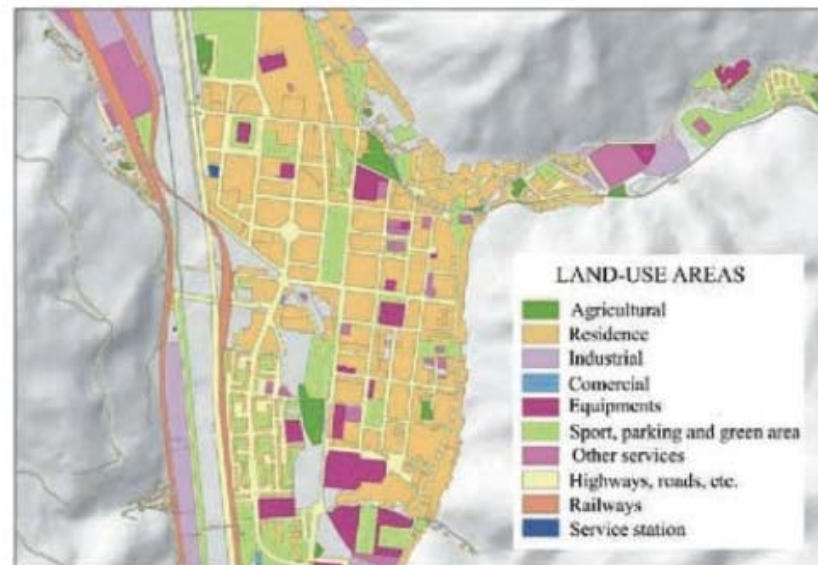 LAND-USE AREAS
Agricultural
Residence
Industrial
Comercial
Equipments
Sport, parking and green area
Other services
Highways, roads, etc.
Railways
Service station